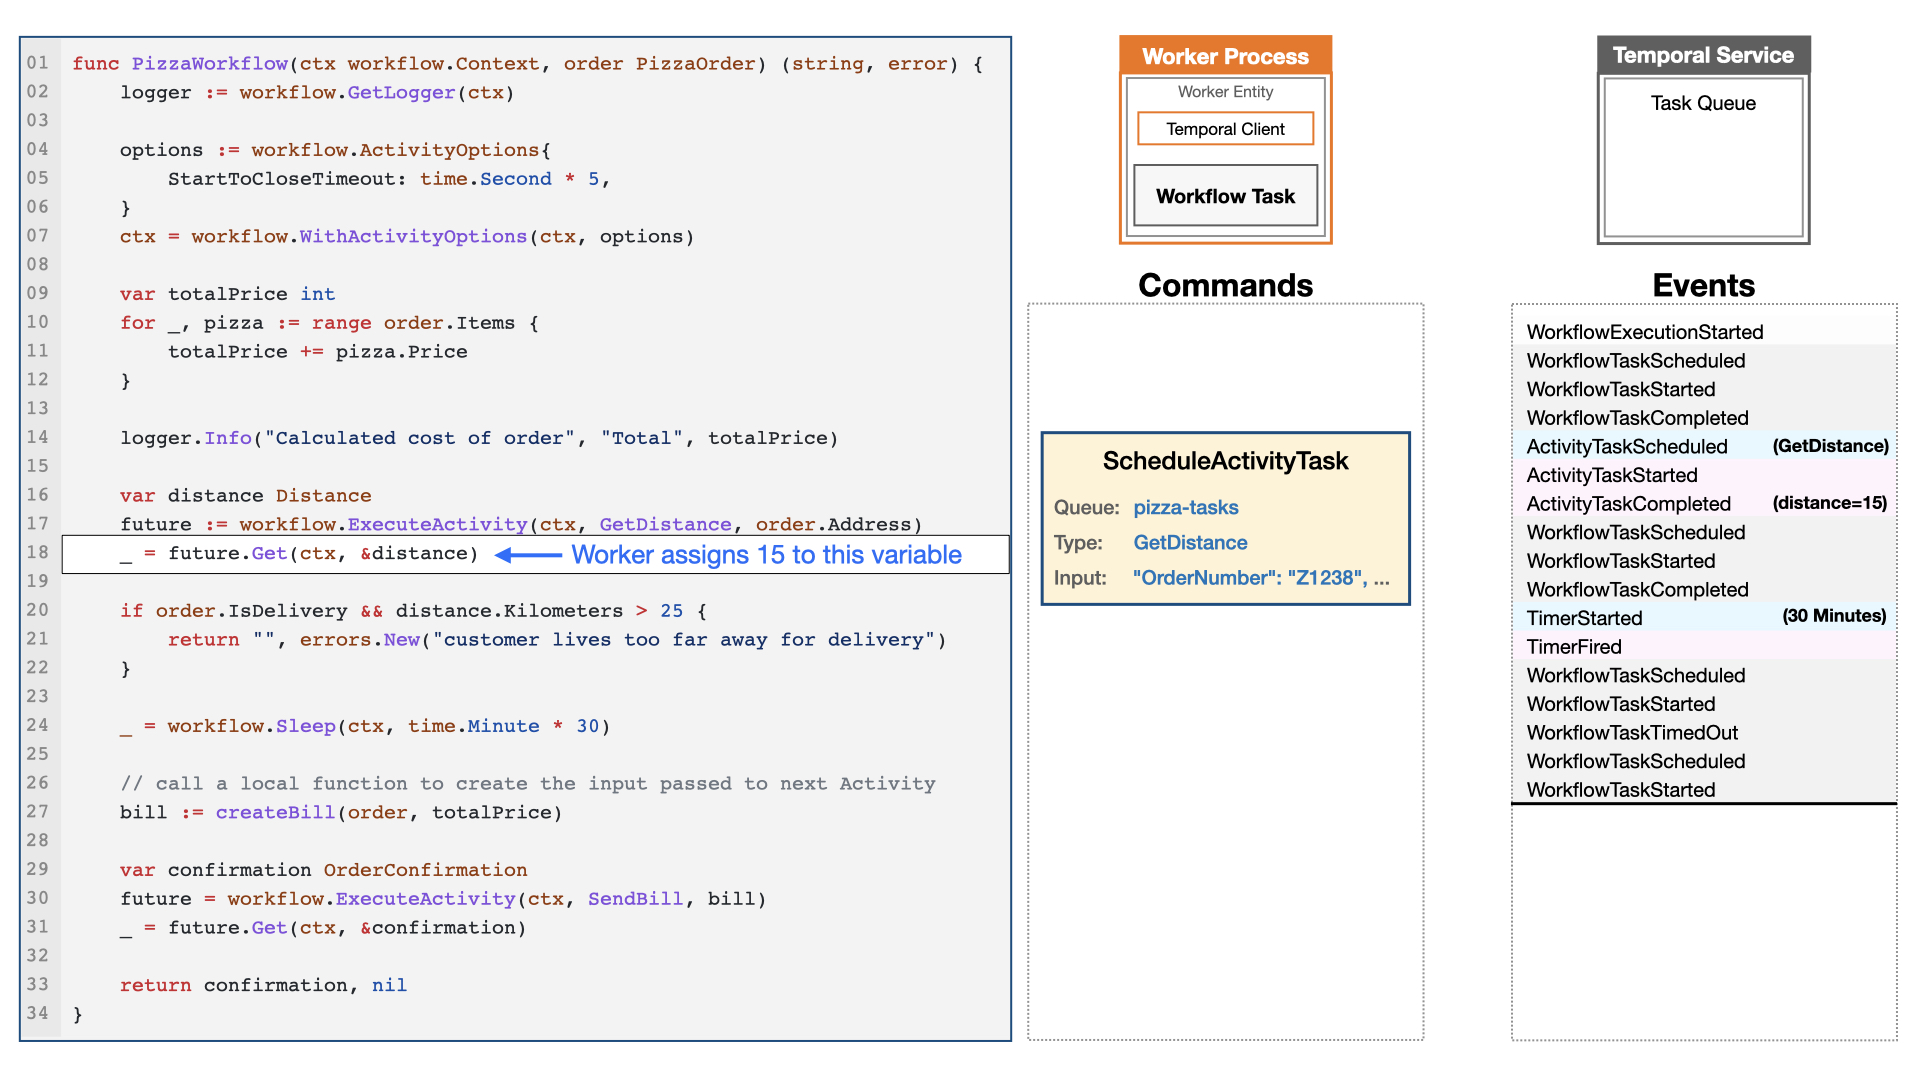 01 func PizzaWorkflow(ctx workflow.Context, order PizzaOrder) (string, error) {
02     logger := workflow.GetLogger(ctx)
03
04     options := workflow.ActivityOptions{
05         StartToCloseTimeout: time.Second * 5,
06     }
07     ctx = workflow.WithActivityOptions(ctx, options)
08
09     var totalPrice int
10     for _, pizza := range order.Items {
11         totalPrice += pizza.Price
12     }
13
14     logger.Info("Calculated cost of order", "Total", totalPrice)
15
16     var distance Distance
17     future := workflow.ExecuteActivity(ctx, GetDistance, order.Address)
18     _ = future.Get(ctx, &distance) Worker assigns 15 to this variable
19
20     if order.IsDelivery && distance.Kilometers > 25 {
21         return "", errors.New("customer lives too far away for delivery")
22     }
23
24     _ = workflow.Sleep(ctx, time.Minute * 30)
25
26     // call a local function to create the input passed to next Activity
27     bill := createBill(order, totalPrice)
28
29     var confirmation OrderConfirmation
30     future = workflow.ExecuteActivity(ctx, SendBill, bill)
31     _ = future.Get(ctx, &confirmation)
32
33     return confirmation, nil
34 }
Worker Process
Worker Entity
Temporal Client
Workflow Task
Commands
ScheduleActivityTask
Queue: pizza-tasks
Type: GetDistance
Input: "OrderNumber": "Z1238", ...
Temporal Service
Task Queue
Events
WorkflowExecutionStarted
WorkflowTaskScheduled
WorkflowTaskStarted
WorkflowTaskCompleted
ActivityTaskScheduled (GetDistance)
ActivityTaskStarted
ActivityTaskCompleted (distance=15)
WorkflowTaskScheduled
WorkflowTaskStarted
WorkflowTaskCompleted
TimerStarted (30 Minutes)
TimerFired
WorkflowTaskScheduled
WorkflowTaskStarted
WorkflowTaskTimedOut
WorkflowTaskScheduled
WorkflowTaskStarted